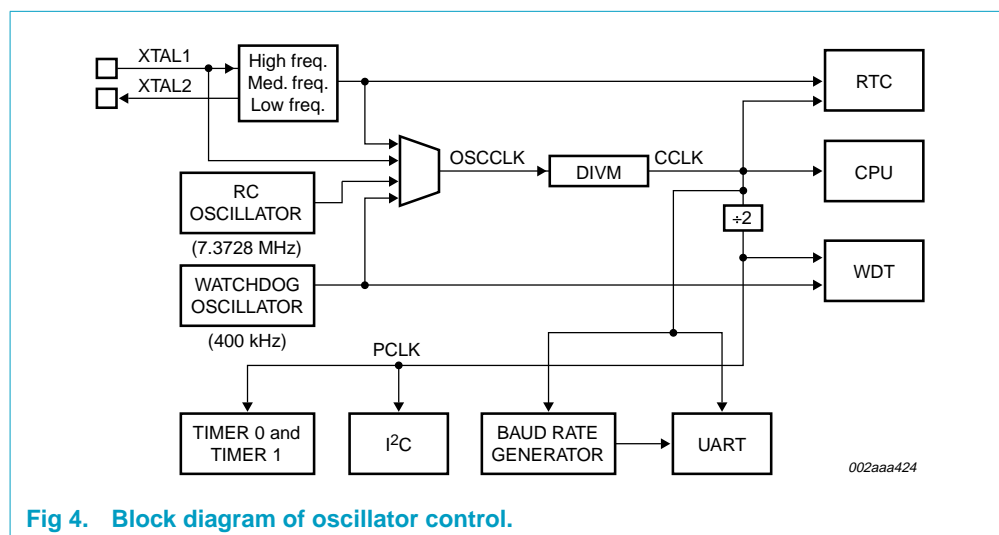 XTAL1
XTAL2
High freq.
Med. freq.
Low freq.
RTC
OSCCLK
DIVM
CCLK
CPU
RC
OSCILLATOR
(7.3728 MHz)
÷2
WATCHDOG
OSCILLATOR
(400 kHz)
WDT
PCLK
TIMER 0 and
TIMER 1
I²C
BAUD RATE
GENERATOR
UART
002aaa424
Fig 4. Block diagram of oscillator control.